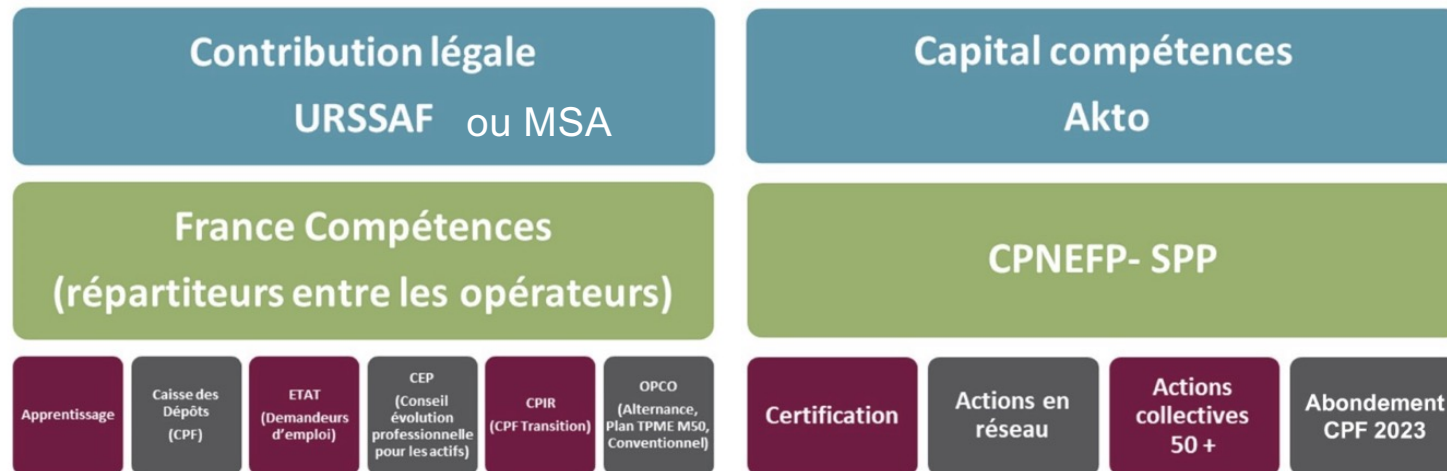 Contribution légale
URSSAF ou MSA
France Compétences
(répartiteurs entre les opérateurs)
Apprentissage
Caisse des
Dépôts
(CPF)
ETAT
(Demandeurs
d'emploi)
CEP
(Conseil
évolution
professionnelle
pour les actifs)
CPIR
(CPF Transition)
OPCO
(Alternance,
Plan TPME M50,
Conventionnel)
Capital compétences
Akto
CPNEFP- SPP
Certification
Actions en
réseau
Actions
collectives
50 +
Abondement
CPF 2023